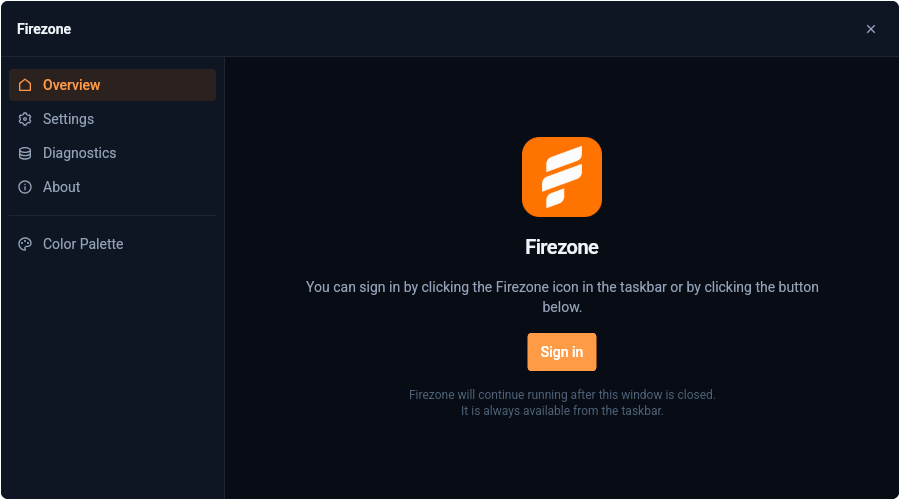 Firezone
Overview
Settings
Diagnostics
About
Color Palette
Firezone
You can sign in by clicking the Firezone icon in the taskbar or by clicking the button
below.
Sign in
Firezone will continue running after this window is closed.
It is always available from the taskbar.